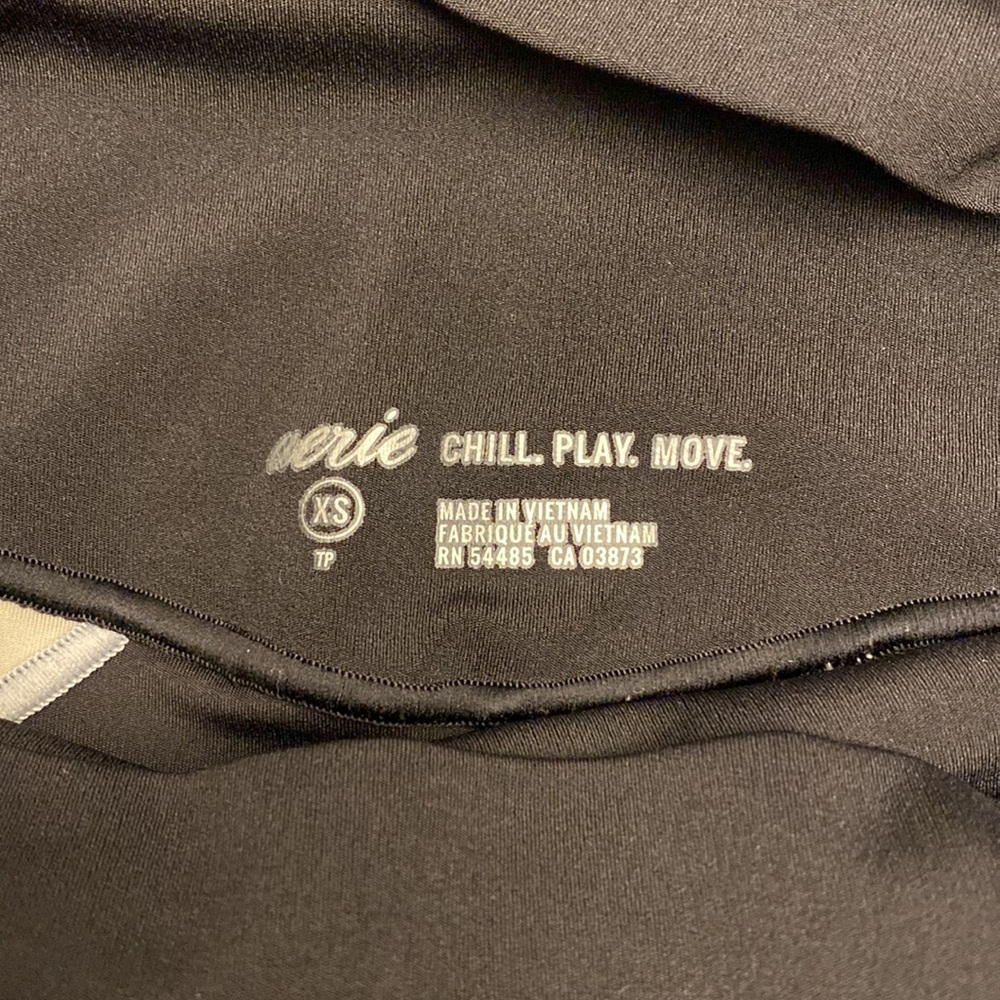 aerie CHILL. PLAY. MOVE.
XS
TP
MADE IN VIETNAM
FABRIQUE AU VIETNAM
RN 54485 CA 03873